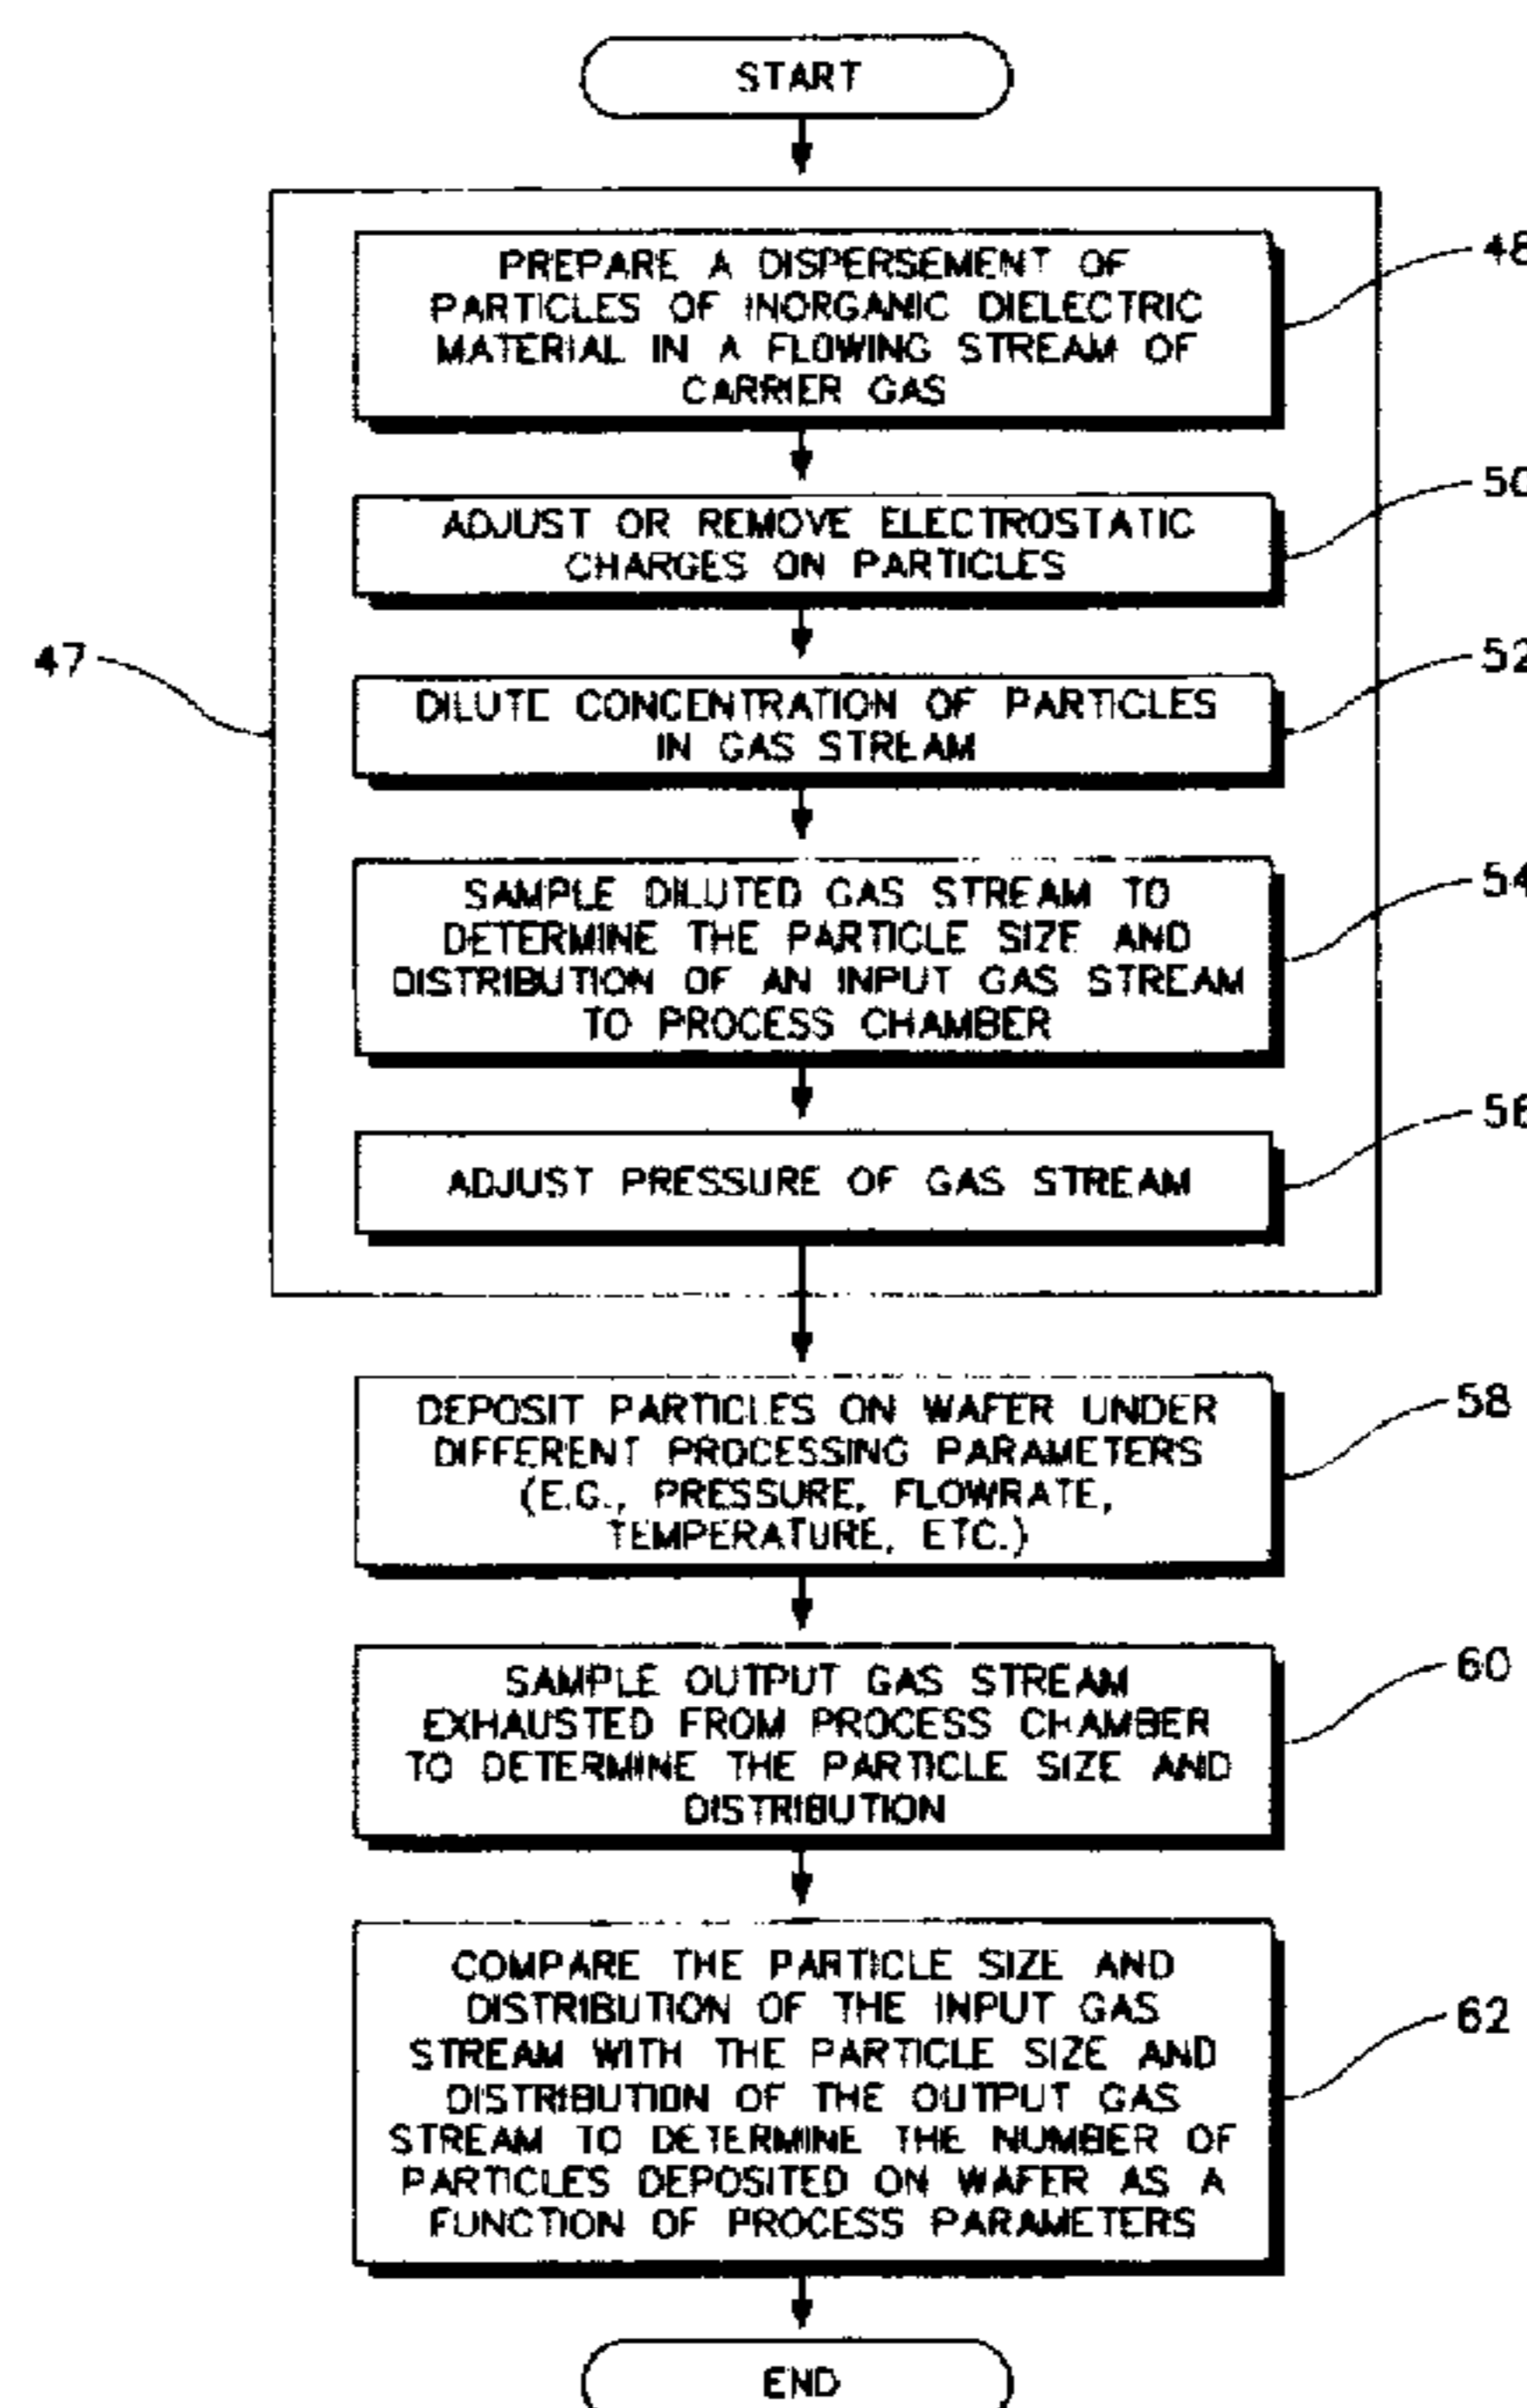 START
PREPARE A DISPERSEMENT OF
PARTICLES OF INORGANIC DIELECTRIC
MATERIAL IN A FLOWING STREAM OF
CARRIER GAS
48
ADJUST OR REMOVE ELECTROSTATIC
CHARGES ON PARTICLES
50
47
DILUTE CONCENTRATION OF PARTICLES
IN GAS STREAM
52
SAMPLE DILUTED GAS STREAM TO
DETERMINE THE PARTICLE SIZE AND
DISTRIBUTION OF AN INPUT GAS STREAM
TO PROCESS CHAMBER
54
ADJUST PRESSURE OF GAS STREAM
56
DEPOSIT PARTICLES ON WAFER UNDER
DIFFERENT PROCESSING PARAMETERS
(E.G., PRESSURE, FLOWRATE,
TEMPERATURE, ETC.)
58
SAMPLE OUTPUT GAS STREAM
EXHAUSTED FROM PROCESS CHAMBER
TO DETERMINE THE PARTICLE SIZE AND
DISTRIBUTION
60
COMPARE THE PARTICLE SIZE AND
DISTRIBUTION OF THE INPUT GAS
STREAM WITH THE PARTICLE SIZE AND
DISTRIBUTION OF THE OUTPUT GAS
STREAM TO DETERMINE THE NUMBER OF
PARTICLES DEPOSITED ON WAFER AS A
FUNCTION OF PROCESS PARAMETERS
62
END